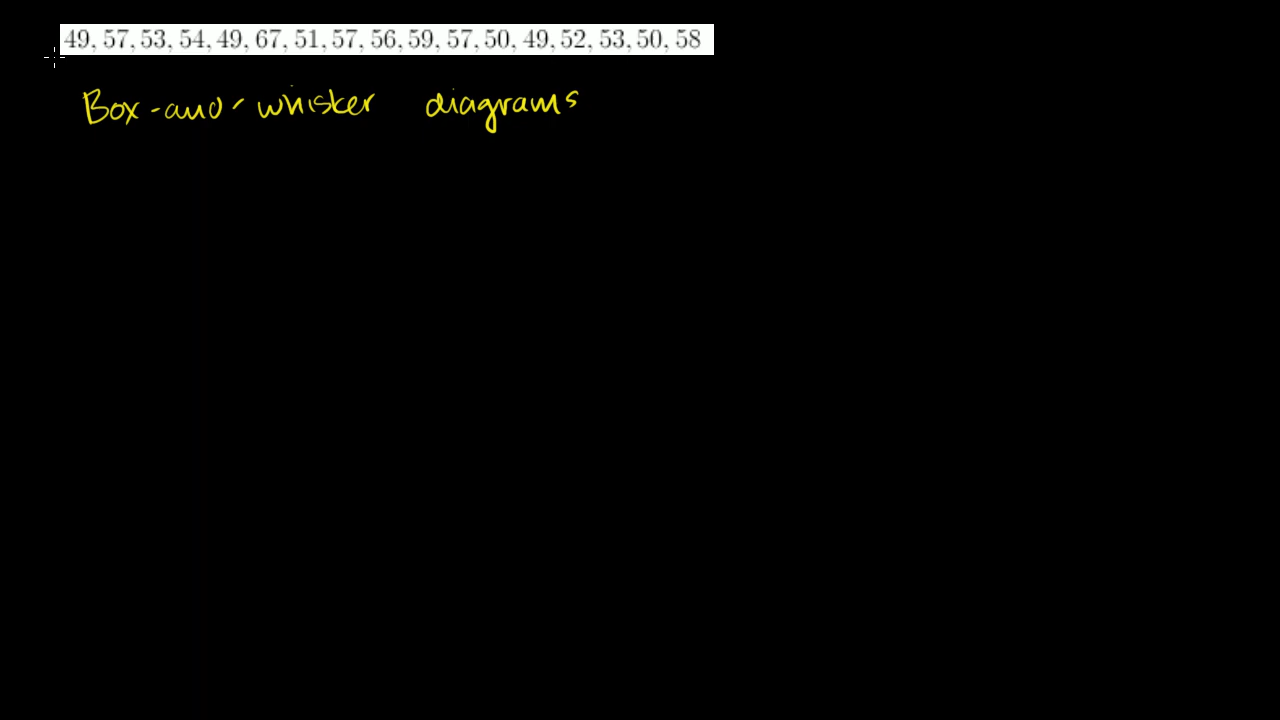 49, 57, 53, 54, 49, 67, 51, 57, 56, 59, 57, 50, 49, 52, 53, 50, 58
Box-and-whisker diagrams